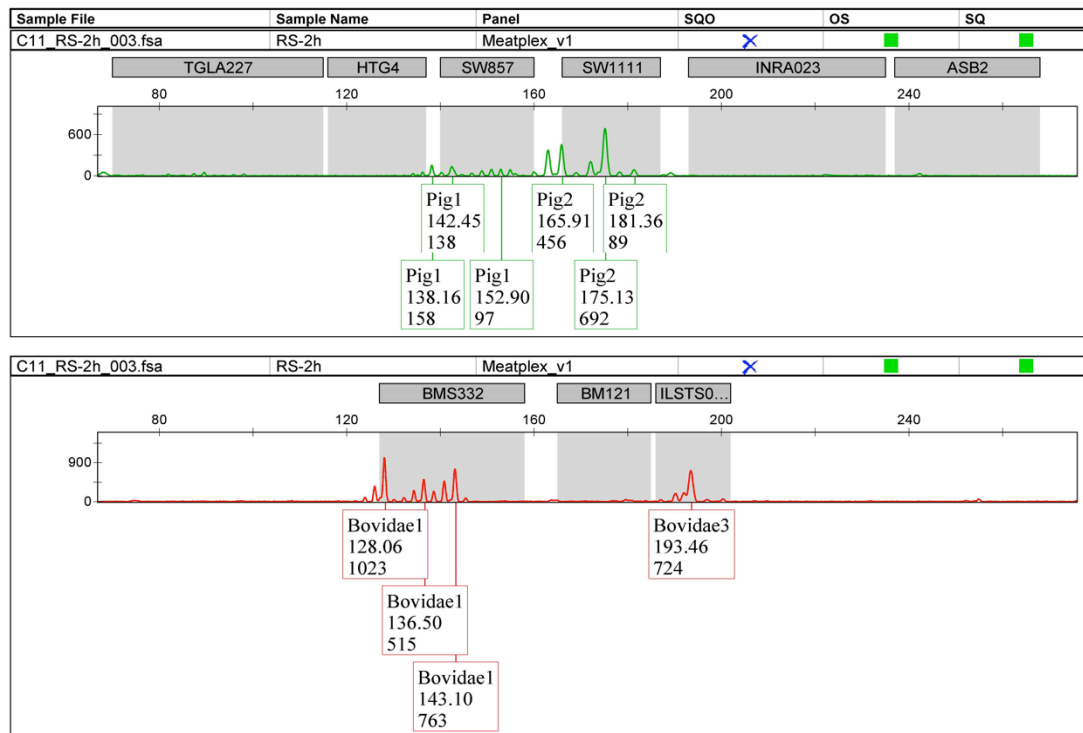 Sample File Sample Name Panel SQO OS SQ
C11_RS-2h_003.fsa RS-2h Meatplex_v1
TGLA227 HTG4 SW857 SW1111 INRA023 ASB2
80 120 160 200 240
600
0
Pig1 Pig2 Pig2
142.45 165.91 181.36
138 456 89
Pig1 Pig1 Pig2
138.16 152.90 175.13
158 97 692
C11_RS-2h_003.fsa RS-2h Meatplex_v1
BMS332 BM121 ILSTS0...
80 120 160 200 240
900
0
Bovidae1 Bovidae3
128.06 193.46
1023 724
Bovidae1
136.50
515
Bovidae1
143.10
763